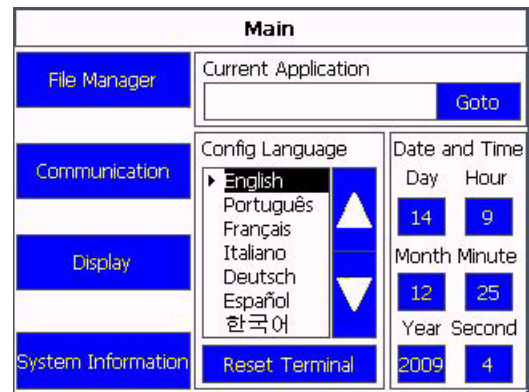 Main
File Manager
Communication
Display
System Information
Current Application
Goto
Config Language
English
Português
Français
Italiano
Deutsch
Español
한국어
Reset Terminal
Date and Time
Day Hour
14 9
Month Minute
12 25
Year Second
2009 4